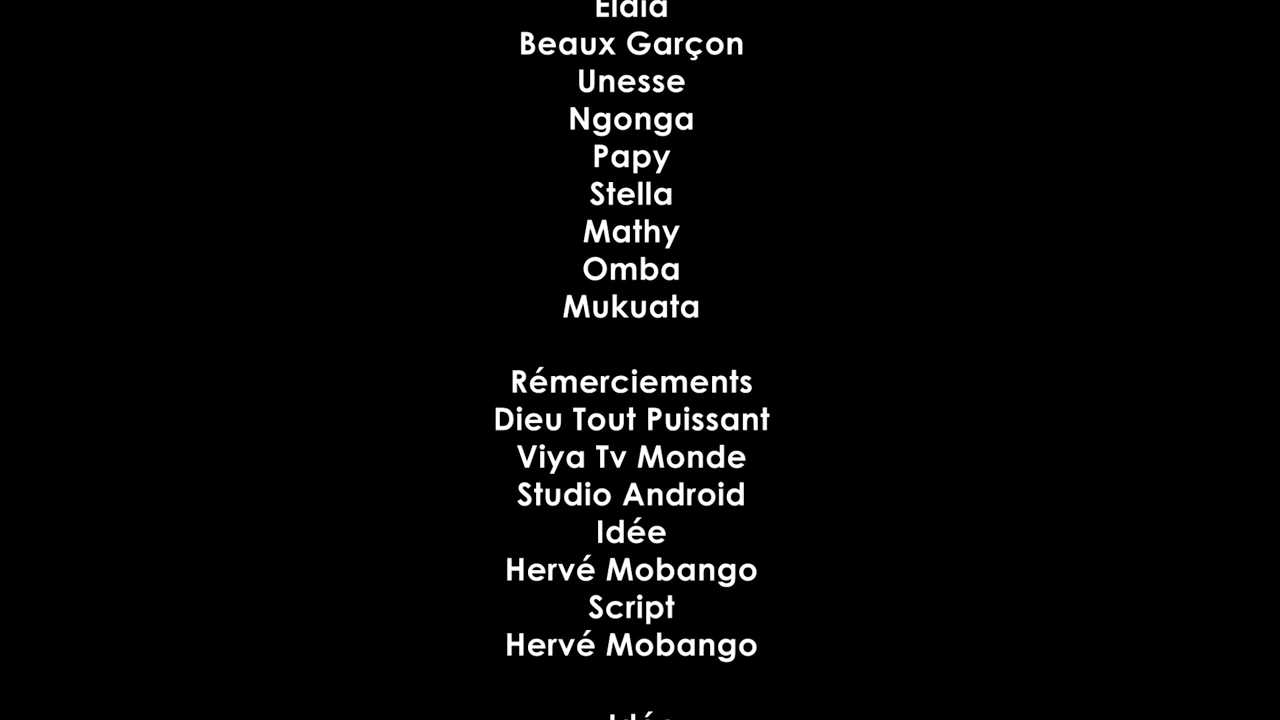 Beaux Garçon
Unesse
Ngonga
Papy
Stella
Mathy
Omba
Mukuata
Rémerciements
Dieu Tout Puissant
Viya Tv Monde
Studio Android
Idée
Hervé Mobango
Script
Hervé Mobango